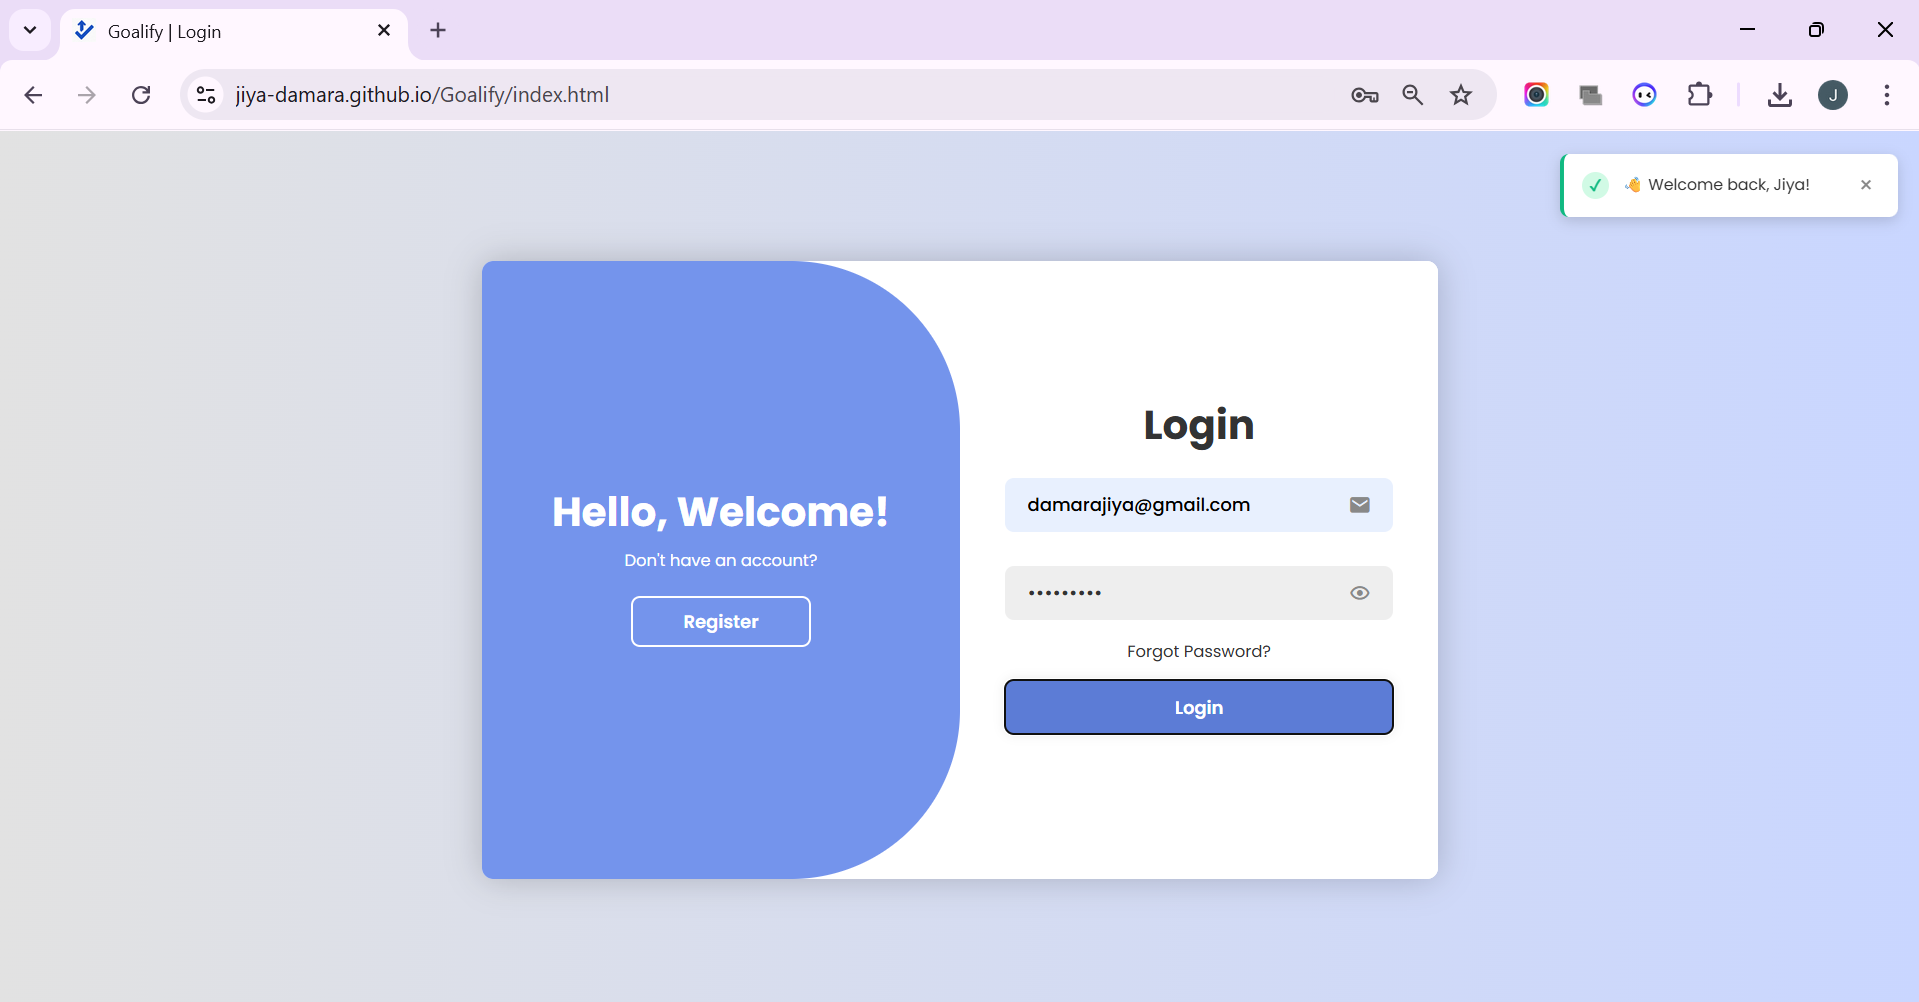 Goalify | Login
jiya-damara.github.io/Goalify/index.html
J
👋 Welcome back, Jiya!
Hello, Welcome!
Don't have an account?
Register
Login
damarajiya@gmail.com
•••••••••
Forgot Password?
Login